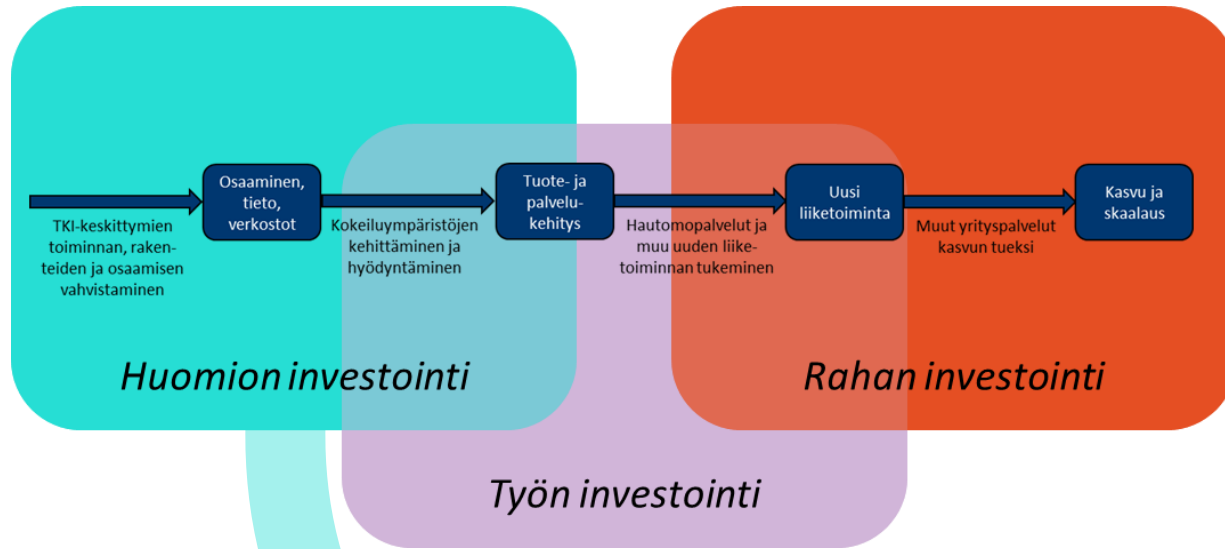 Osaaminen,
tieto,
verkostot
Tuote- ja
palvelu-
kehitys
Uusi
liiketoiminta
Kasvu ja
skaalaus
TKI-keskittymien
toiminnan, raken-
teiden ja osaamisen
vahvistaminen
Kokeiluympäristöjen
kehittäminen ja
hyödyntäminen
Hautomopalvelut ja
muu uuden liike-
toiminnan tukeminen
Muut yrityspalvelut
kasvun tueksi
Huomion investointi
Rahan investointi
Työn investointi